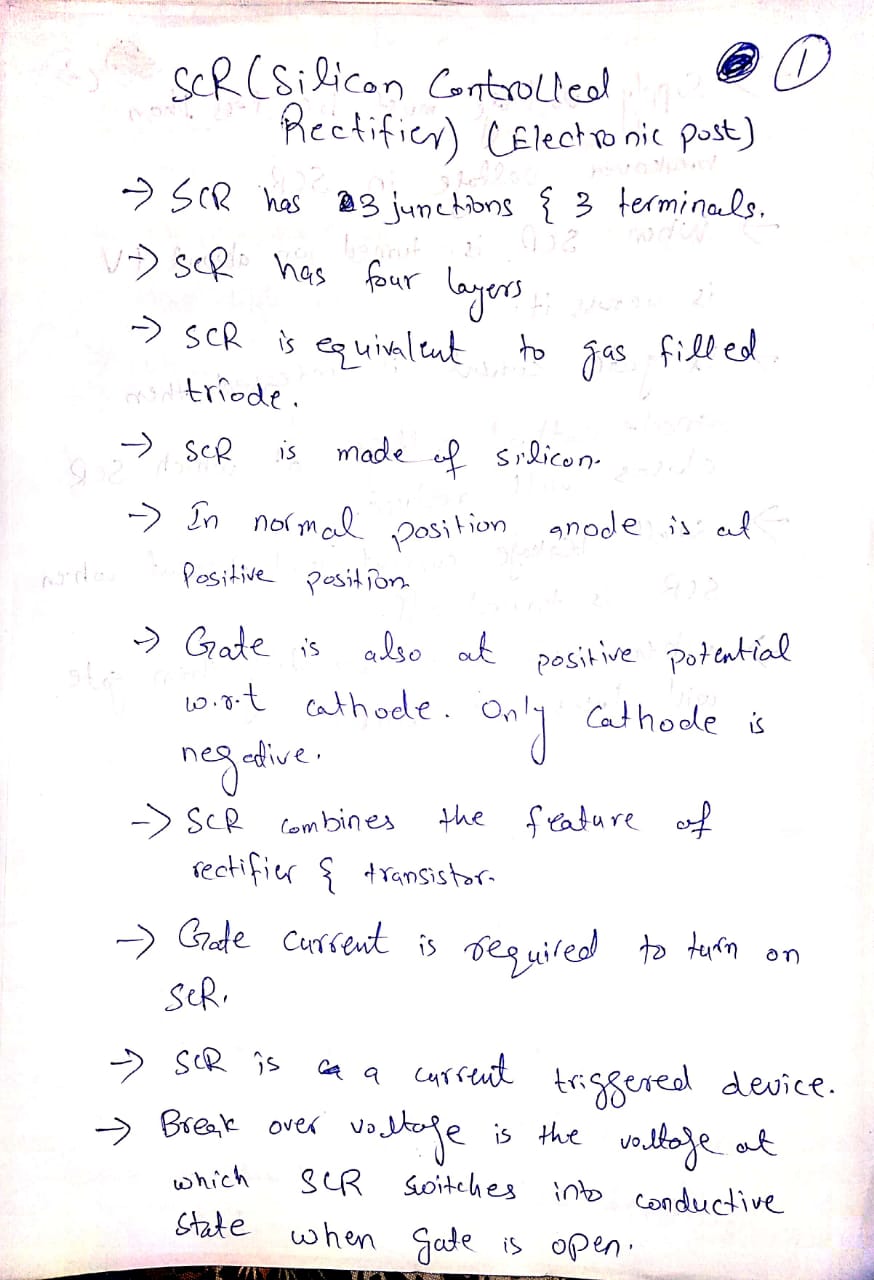 ①
SCR (Silicon Controlled
Rectifier) (Electronic post)
→ SCR has 3 junctions & 3 terminals.
→ SCR has four layers
→ SCR is equivalent to gas filled
triode.
→ SCR is made of silicon.
→ In normal position anode is at
Positive position
→ Gate is also at positive potential
w.r.t cathode. Only Cathode is
negative.
→ SCR combines the feature of
rectifier & transistor.
→ Gate current is required to turn on
SCR.
→ SCR is a current triggered device.
→ Break over voltage is the voltage at
which SCR switches into conductive
State when gate is open.